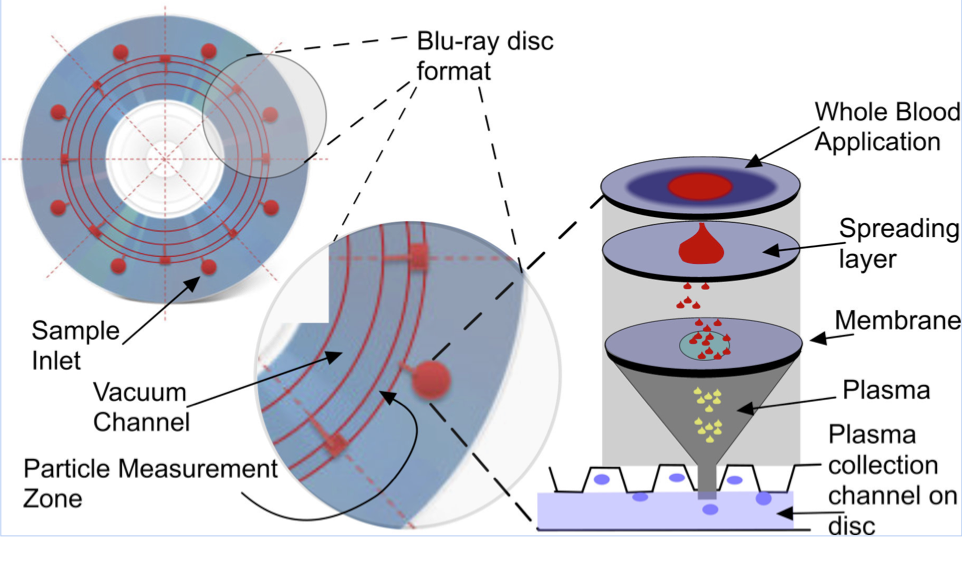 Blu-ray disc
format
Whole Blood
Application
Spreading
layer
Membrane
Plasma
Plasma
collection
channel on
disc
Sample
Inlet
Vacuum
Channel
Particle Measurement
Zone